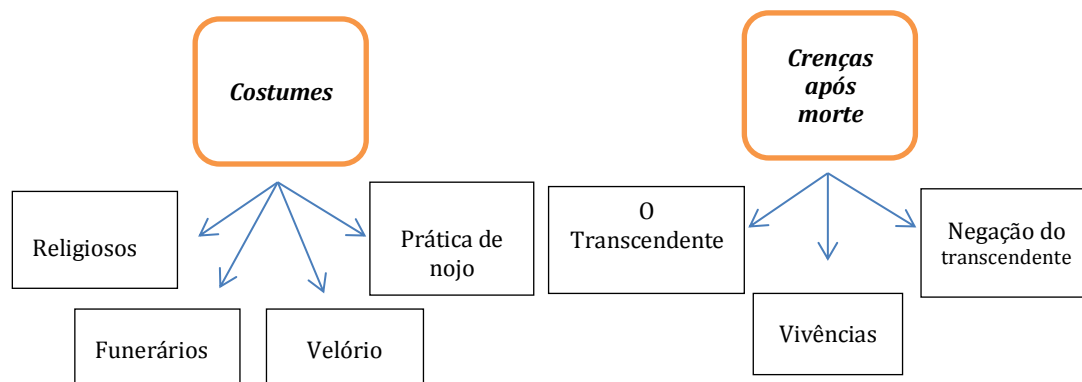 Costumes
Crenças
após
morte
Religiosos
Funerários
Velório
Prática de
nojo
O
Transcendente
Vivências
Negação do
transcendente